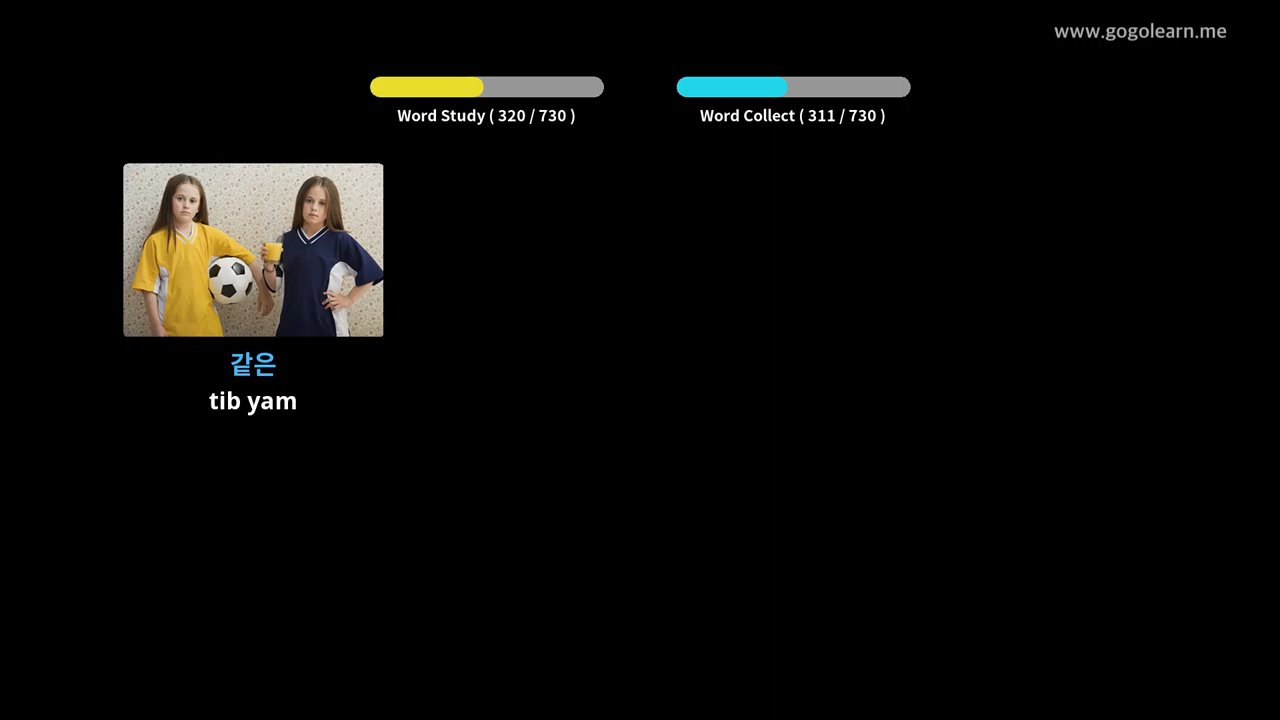 www.gogolearn.me
Word Study ( 320 / 730 )
Word Collect ( 311 / 730 )
같은
tib yam